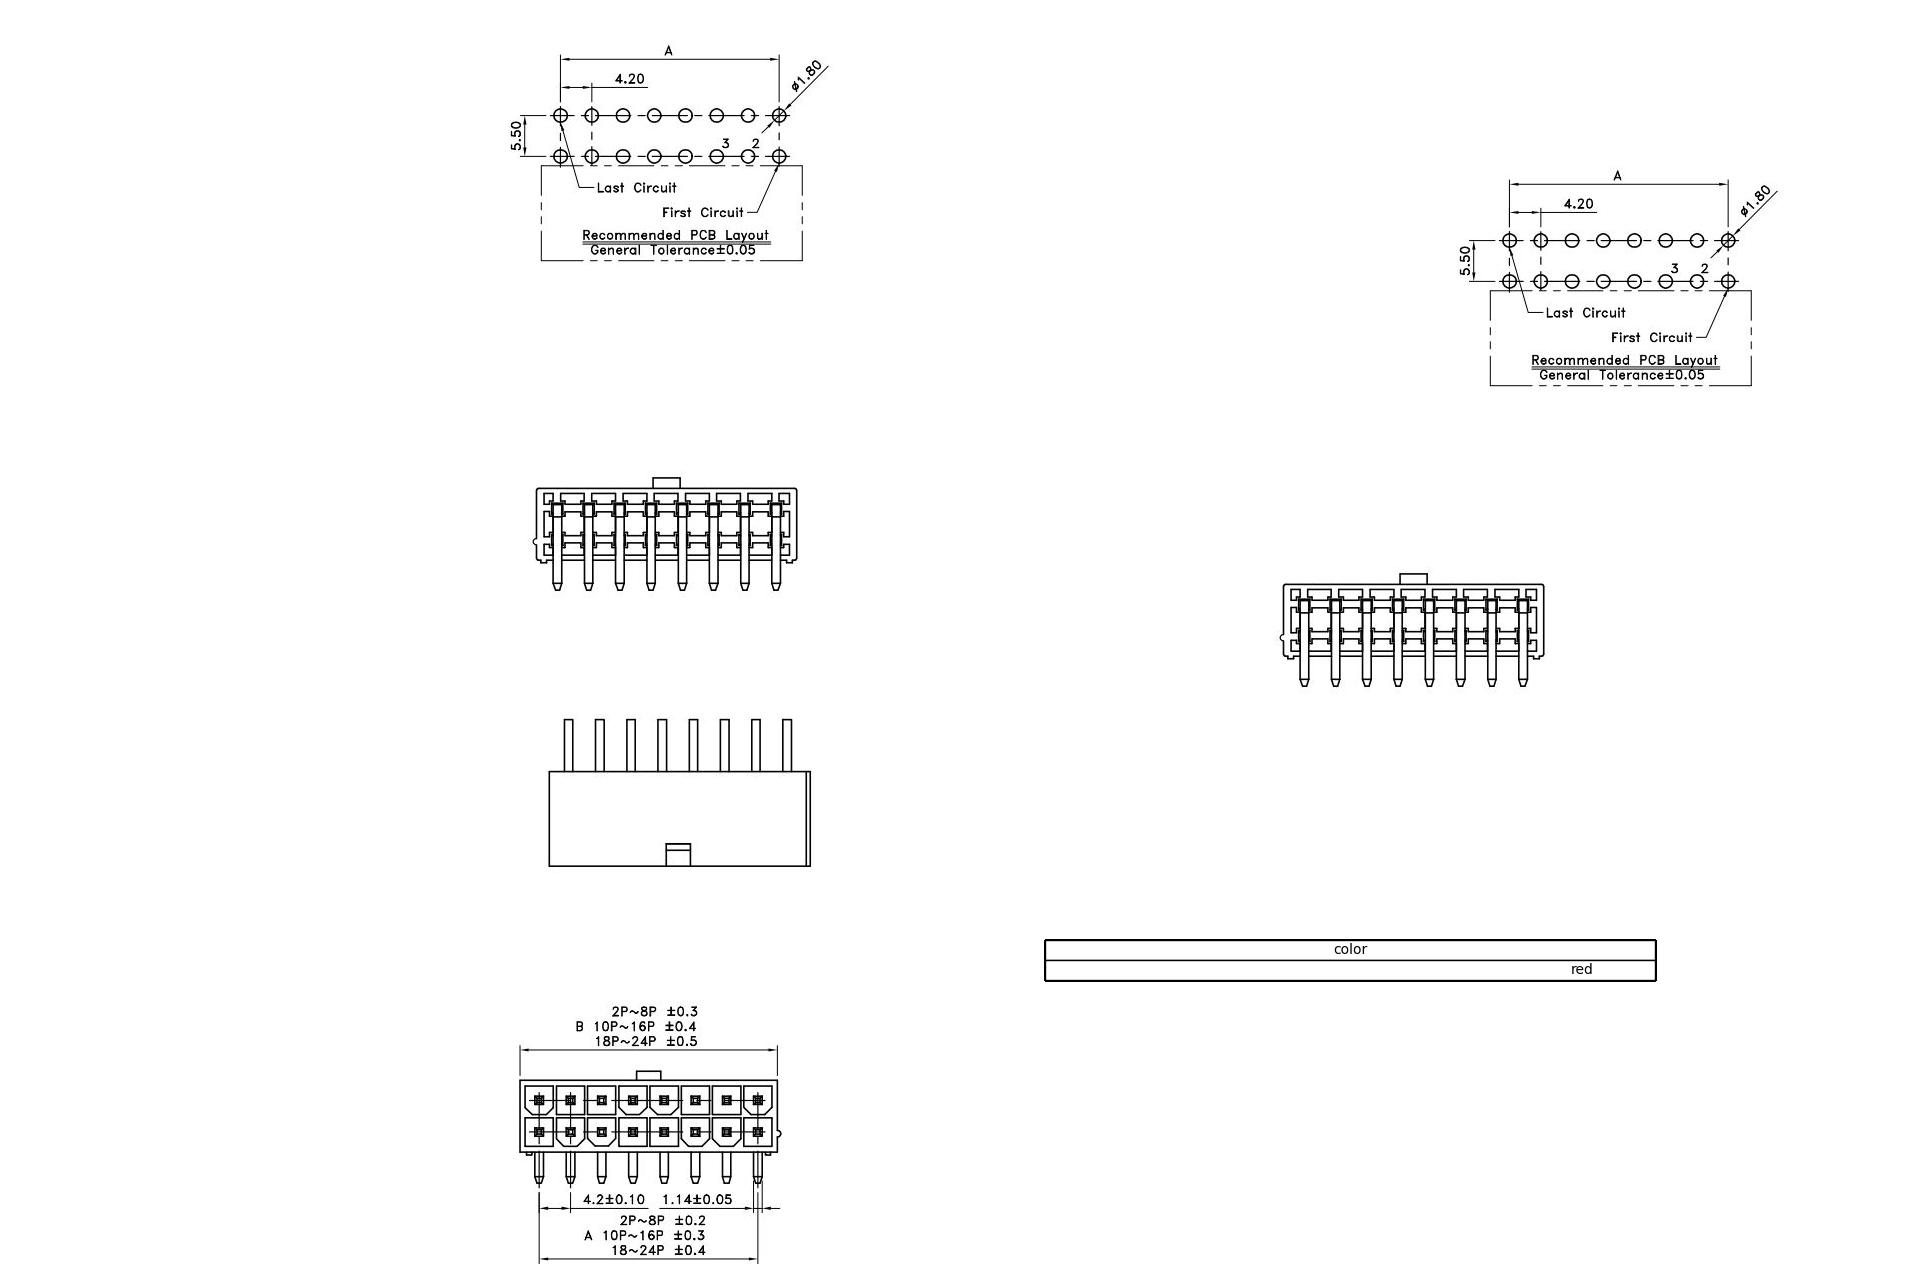 A
4.20
ø1.80
5.50
3 2
Last Circuit
First Circuit
Recommended PCB Layout
General Tolerance±0.05
A
4.20
ø1.80
5.50
3 2
Last Circuit
First Circuit
Recommended PCB Layout
General Tolerance±0.05
color
red
2P~8P ±0.3
B 10P~16P ±0.4
18P~24P ±0.5
4.2±0.10 1.14±0.05
2P~8P ±0.2
A 10P~16P ±0.3
18~24P ±0.4